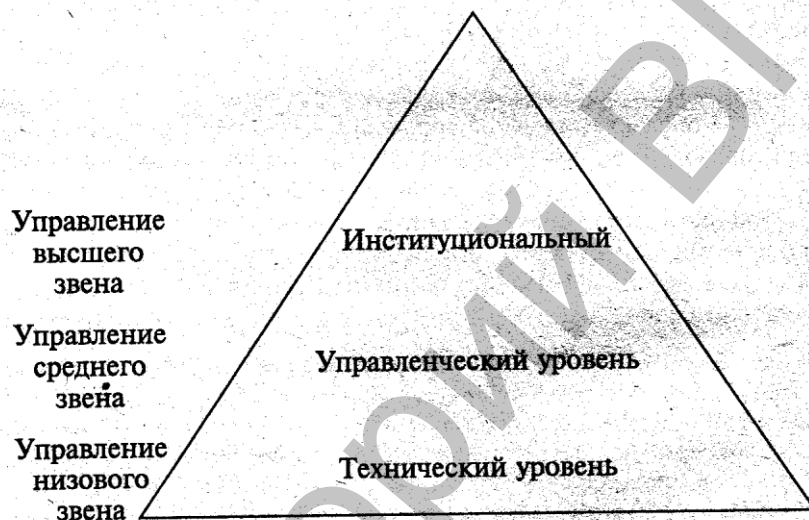 Управление
высшего
звена
Институциональный
Управление
среднего
звена
Управленческий уровень
Управление
низового
звена
Технический уровень